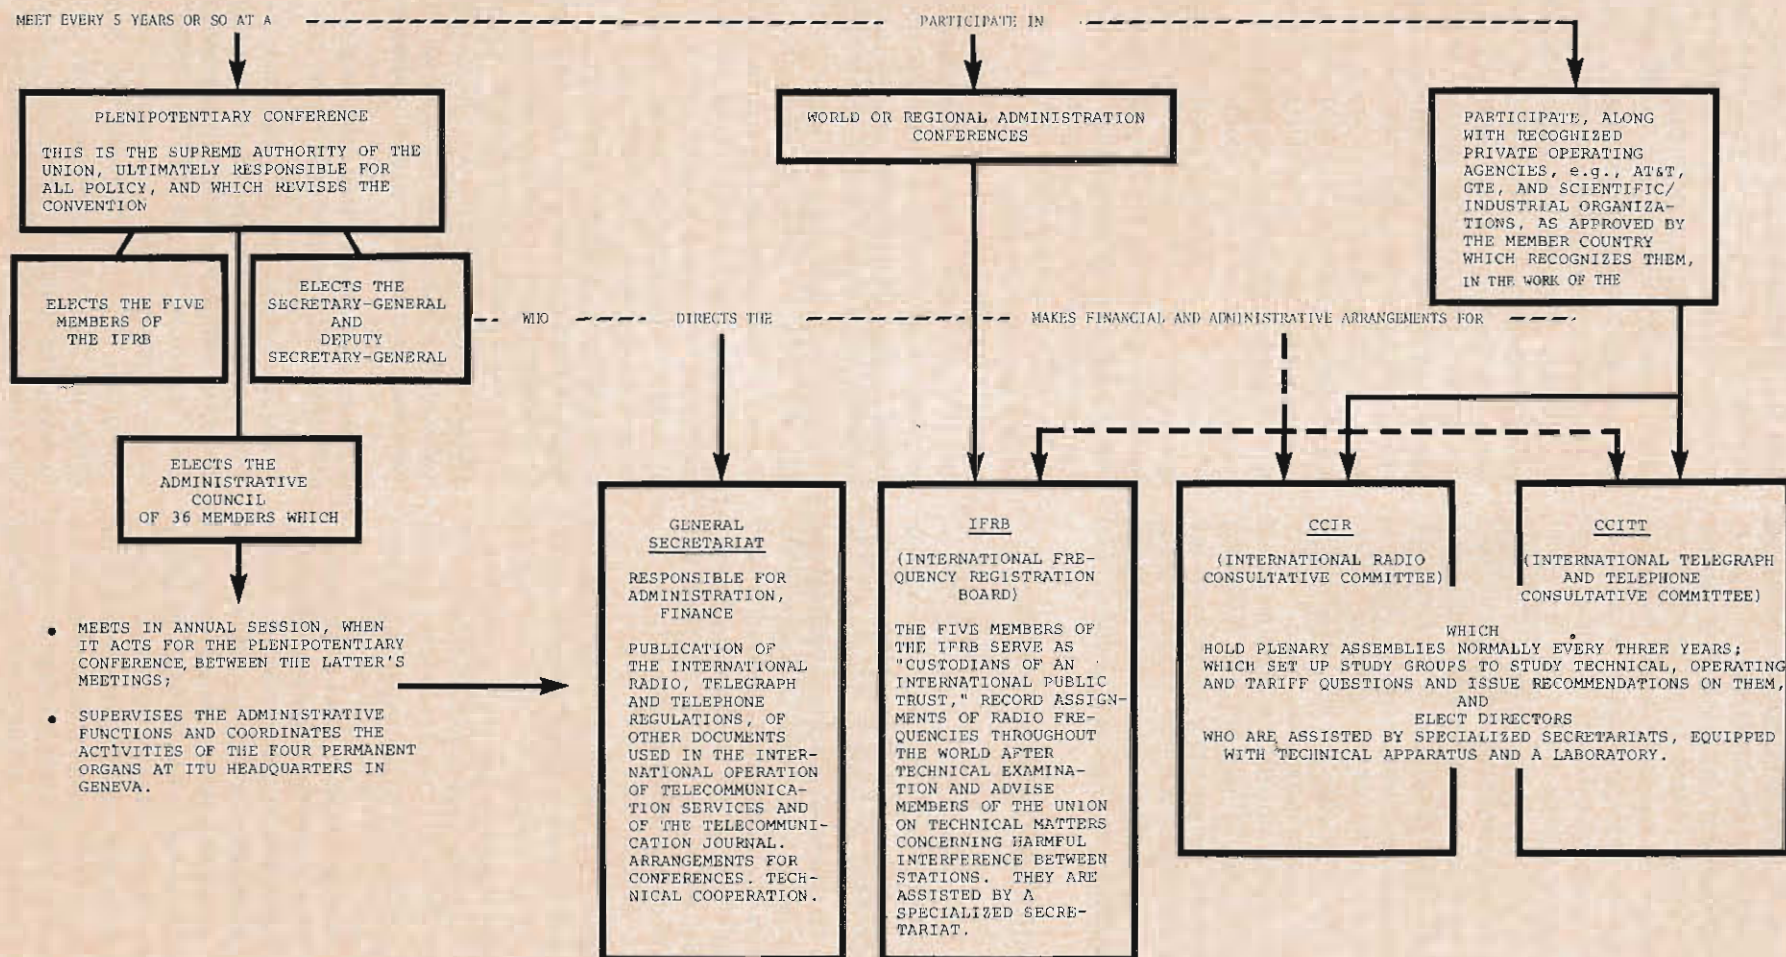 MEET EVERY 5 YEARS OR SO AT A
PARTICIPATE IN
PLENIPOTENTIARY CONFERENCE
THIS IS THE SUPREME AUTHORITY OF THE
UNION, ULTIMATELY RESPONSIBLE FOR
ALL POLICY, AND WHICH REVISES THE
CONVENTION
WORLD OR REGIONAL ADMINISTRATION
CONFERENCES
PARTICIPATE, ALONG
WITH RECOGNIZED
PRIVATE OPERATING
AGENCIES, e.g., AT&T,
GTE, AND SCIENTIFIC/
INDUSTRIAL ORGANIZA-
TIONS, AS APPROVED BY
THE MEMBER COUNTRY
WHICH RECOGNIZES THEM,
IN THE WORK OF THE
ELECTS THE FIVE
MEMBERS OF
THE IFRB
ELECTS THE
SECRETARY-GENERAL
AND
DEPUTY
SECRETARY-GENERAL
WHO
DIRECTS THE
MAKES FINANCIAL AND ADMINISTRATIVE ARRANGEMENTS FOR
ELECTS THE
ADMINISTRATIVE
COUNCIL
OF 36 MEMDERS WHICH
• MEETS IN ANNUAL SESSION, WHEN
IT ACTS FOR THE PLENIPOTENTIARY
CONFERENCE, BETWEEN THE LATTER'S
MEETINGS;
• SUPERVISES THE ADMINISTRATIVE
FUNCTIONS AND COORDINATES THE
ACTIVITIES OF THE FOUR PERMANENT
ORGANS AT ITU HEADQUARTERS IN
GENEVA.
GENERAL
SECRETARIAT
RESPONSIBLE FOR
ADMINISTRATION,
FINANCE
PUBLICATION OF
THE INTERNATIONAL
RADIO, TELEGRAPH
AND TELEPHONE
REGULATIONS, OF
OTHER DOCUMENTS
USED IN THE INTER-
NATIONAL OPERATION
OF TELECOMMUNICA-
TION SERVICES AND
OF THE TELECOMMUNI-
CATION JOURNAL.
ARRANGEMENTS FOR
CONFERENCES. TECH-
NICAL COOPERATION.
IFRB
(INTERNATIONAL FRE-
QUENCY REGISTRATION
BOARD)
THE FIVE MEMBERS OF
THE IFRB SERVE AS
"CUSTODIANS OF AN
INTERNATIONAL PUBLIC
TRUST," RECORD ASSIGN-
MENTS OF RADIO FRE-
QUENCIES THROUGHOUT
THE WORLD AFTER
TECHNICAL EXAMINA-
TION AND ADVISE
MEMBERS OF THE UNION
ON TECHNICAL MATTERS
CONCERNING HARMFUL
INTERFERENCE BETWEEN
STATIONS. THEY ARE
ASSISTED BY A
SPECIALIZED SECRE-
TARIAT.
CCIR
(INTERNATIONAL RADIO
CONSULTATIVE COMMITTEE)
CCITT
(INTERNATIONAL TELEGRAPH
AND TELEPHONE
CONSULTATIVE COMMITTEE)
WHICH
HOLD PLENARY ASSEMBLIES NORMALLY EVERY THREE YEARS;
WHICH SET UP STUDY GROUPS TO STUDY TECHNICAL, OPERATING
AND TARIFF QUESTIONS AND ISSUE RECOMMENDATIONS ON THEM,
AND
ELECT DIRECTORS
WHO ARE ASSISTED BY SPECIALIZED SECRETARIATS, EQUIPPED
WITH TECHNICAL APPARATUS AND A LABORATORY.